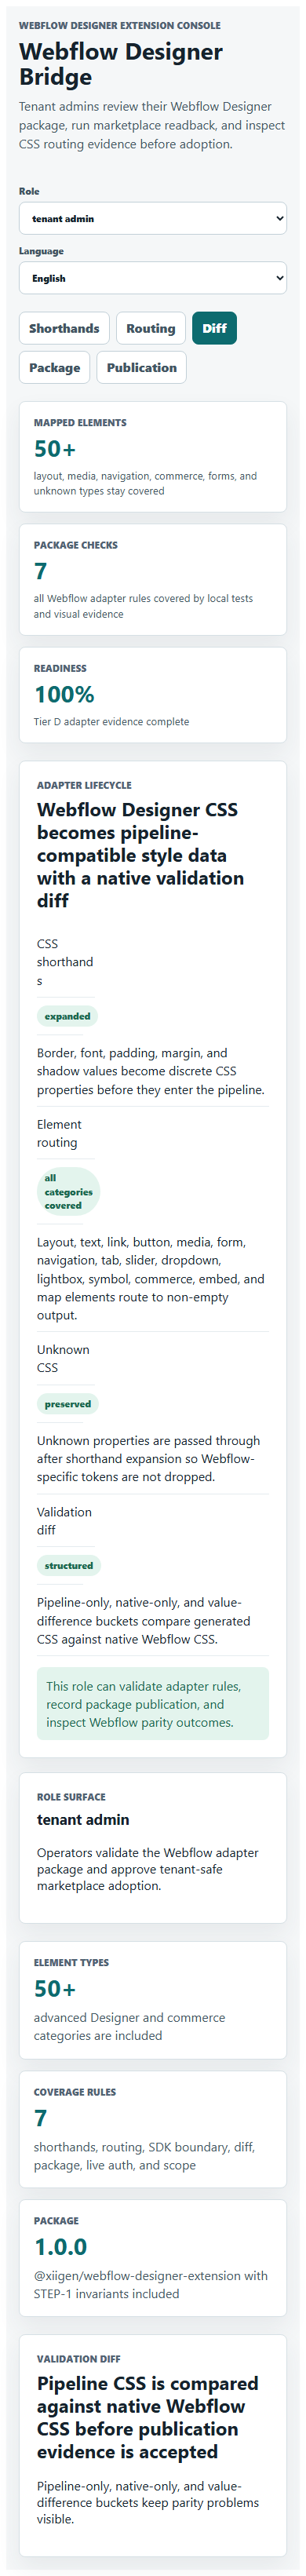 WEBFLOW DESIGNER EXTENSION CONSOLE
Webflow Designer
Bridge
Tenant admins review their Webflow Designer
package, run marketplace readback, and inspect
CSS routing evidence before adoption.
Role
tenant admin
Language
English
Shorthands Routing Diff
Package Publication
MAPPED ELEMENTS
50+
layout, media, navigation, commerce, forms, and
unknown types stay covered
PACKAGE CHECKS
7
all Webflow adapter rules covered by local tests
and visual evidence
READINESS
100%
Tier D adapter evidence complete
ADAPTER LIFECYCLE
Webflow Designer CSS
becomes pipeline-
compatible style data
with a native validation
diff
CSS
shorthand
s
expanded
Border, font, padding, margin, and
shadow values become discrete CSS
properties before they enter the pipeline.
Element
routing
all
categories
covered
Layout, text, link, button, media, form,
navigation, tab, slider, dropdown,
lightbox, symbol, commerce, embed, and
map elements route to non-empty
output.
Unknown
CSS
preserved
Unknown properties are passed through
after shorthand expansion so Webflow-
specific tokens are not dropped.
Validation
diff
structured
Pipeline-only, native-only, and value-
difference buckets compare generated
CSS against native Webflow CSS.
This role can validate adapter rules,
record package publication, and
inspect Webflow parity outcomes.
ROLE SURFACE
tenant admin
Operators validate the Webflow adapter
package and approve tenant-safe
marketplace adoption.
ELEMENT TYPES
50+
advanced Designer and commerce
categories are included
COVERAGE RULES
7
shorthands, routing, SDK boundary, diff,
package, live auth, and scope
PACKAGE
1.0.0
@xiigen/webflow-designer-extension with
STEP-1 invariants included
VALIDATION DIFF
Pipeline CSS is compared
against native Webflow
CSS before publication
evidence is accepted
Pipeline-only, native-only, and value-
difference buckets keep parity problems
visible.